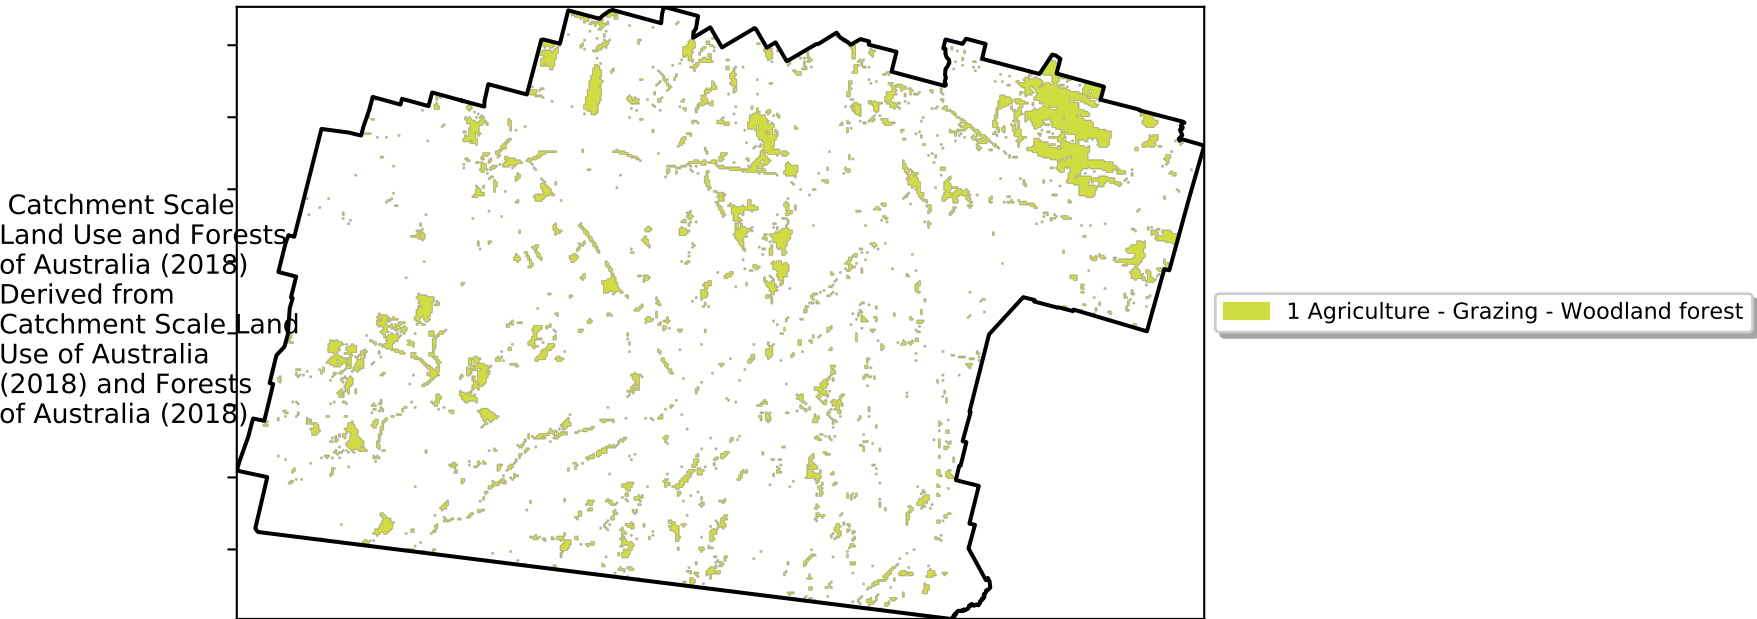 Catchment Scale
Land Use and Forests
of Australia (2018)
Derived from
Catchment Scale Land
Use of Australia
(2018) and Forests
of Australia (2018)
1 Agriculture - Grazing - Woodland forest